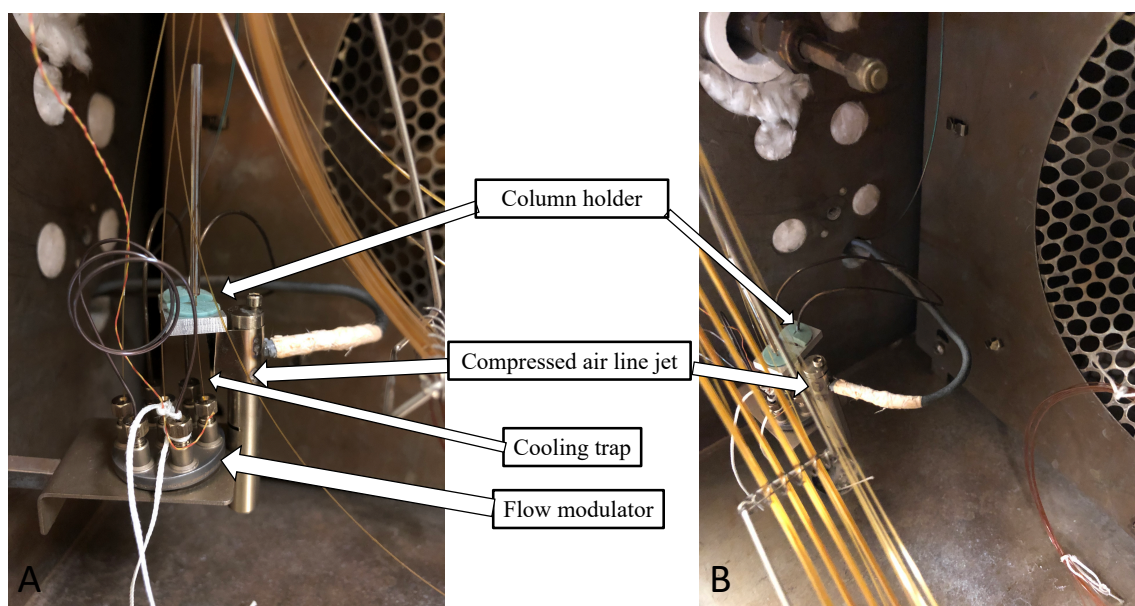 Column holder
Compressed air line jet
Cooling trap
Flow modulator
A
B